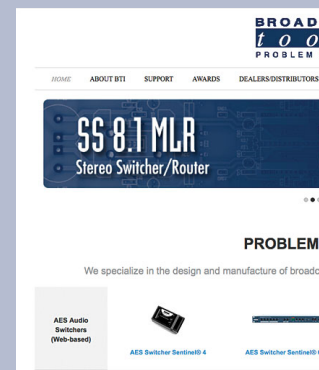 BROAD
too
PROBLEM
HOME ABOUT BTI SUPPORT AWARDS DEALERS/DISTRIBUTORS
SS 8.1 MLR
Stereo Switcher/Router
PROBLEM
We specialize in the design and manufacture of broadc
AES Audio
Switchers
(Web-based)
AES Switcher Sentinel® 4 AES Switcher Sentinel®